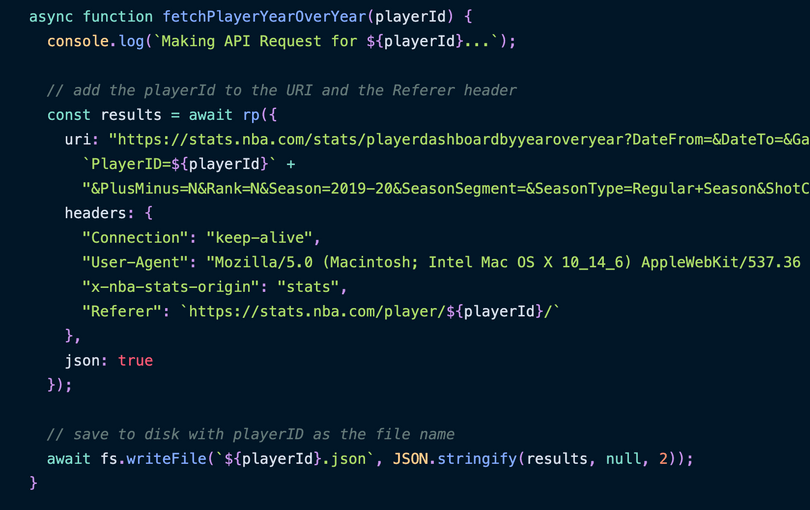 async function fetchPlayerYearOverYear(playerId) {
console.log(`Making API Request for ${playerId}...`);
// add the playerId to the URI and the Referer header
const results = await rp({
uri: "https://stats.nba.com/stats/playerdashboardbyyearoveryear?DateFrom=&DateTo=&Ga
`PlayerID=${playerId}` +
"&PlusMinus=N&Rank=N&Season=2019-20&SeasonSegment=&SeasonType=Regular+Season&ShotC
headers: {
"Connection": "keep-alive",
"User-Agent": "Mozilla/5.0 (Macintosh; Intel Mac OS X 10_14_6) AppleWebKit/537.36
"x-nba-stats-origin": "stats",
"Referer": `https://stats.nba.com/player/${playerId}/`
},
json: true
});
// save to disk with playerID as the file name
await fs.writeFile(`${playerId}.json`, JSON.stringify(results, null, 2));
}